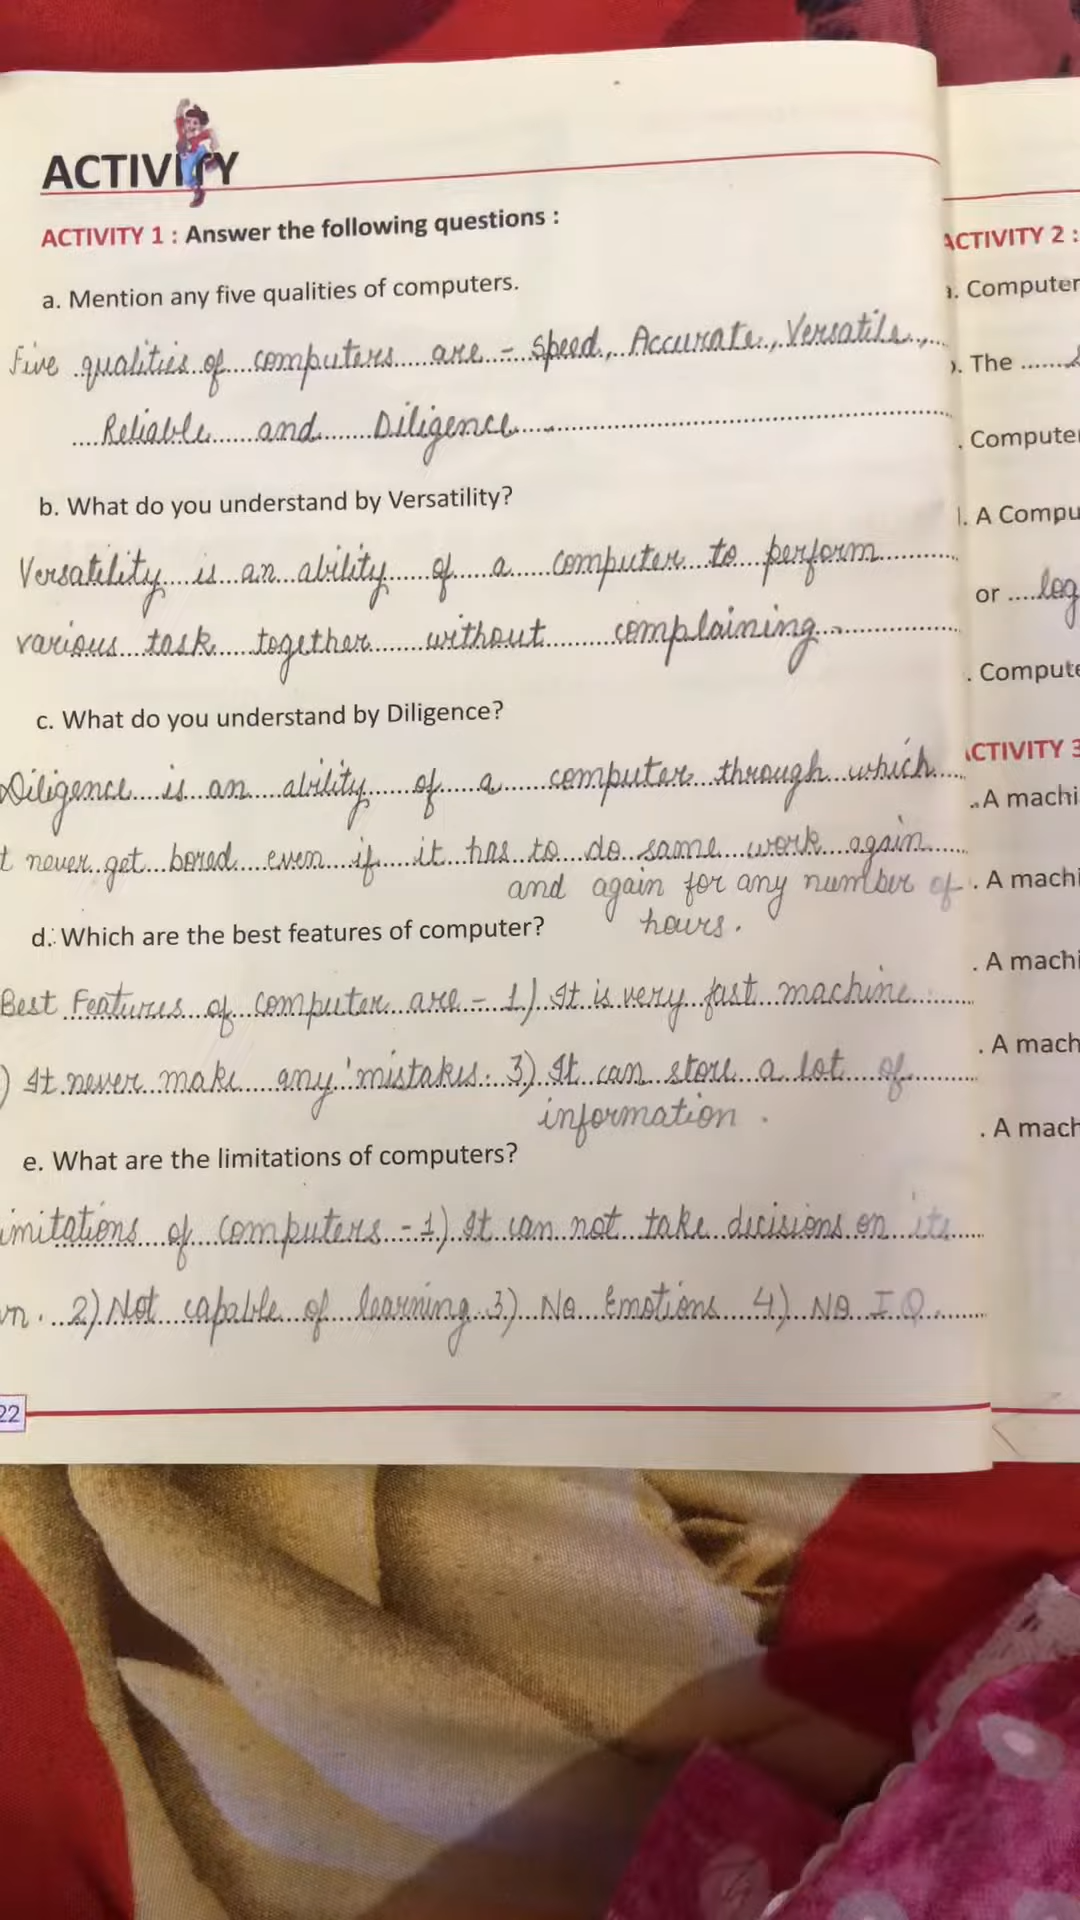 ACTIVITY
ACTIVITY 1 : Answer the following questions :
a. Mention any five qualities of computers.
Five qualities of computers are - Speed, Accurate, Versatile,
Reliable and Diligence.
b. What do you understand by Versatility?
Versatility is an ability of a computer to perform
various task together without complaining.
c. What do you understand by Diligence?
Diligence is an ability of a computer through which
t never get bored even if it has to do same work again
and again for any number of
hours.
d. Which are the best features of computer?
Best Features of computer are - 1) It is very fast machine
) It never make any mistakes. 3) It can store a lot of
information.
e. What are the limitations of computers?
imitations of computers - 1) It can not take decisions on its
wn. 2) Not capable of learning 3) No Emotions 4) No I.Q.
22
ACTIVITY 2 :
. Computer
. The
. Computer
. A Compu
or log
. Compute
ACTIVITY 3
. A machi
. A machi
. A machi
. A mach
. A mach